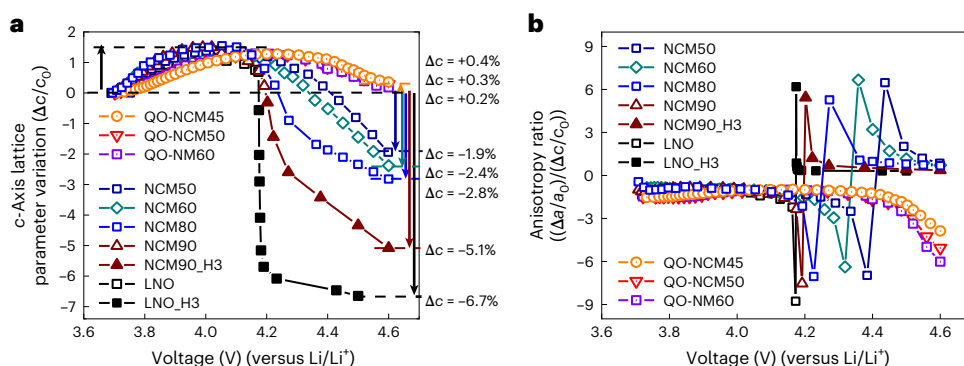 a
c-Axis lattice
parameter variation (Δc/c0)
2
1
0
−1
−2
−3
−4
−5
−6
−7
QO-NCM45
QO-NCM50
QO-NM60
NCM50
NCM60
NCM80
NCM90
NCM90_H3
LNO
LNO_H3
Δc = +0.4%
Δc = +0.3%
Δc = +0.2%
Δc = −1.9%
Δc = −2.4%
Δc = −2.8%
Δc = −5.1%
Δc = −6.7%
3.6 3.8 4.0 4.2 4.4 4.6
Voltage (V) (versus Li/Li⁺)
b
Anisotropy ratio
((Δa/a0)/(Δc/c0))
9
6
3
0
−3
−6
−9
NCM50
NCM60
NCM80
NCM90
NCM90_H3
LNO
LNO_H3
QO-NCM45
QO-NCM50
QO-NM60
3.6 3.8 4.0 4.2 4.4 4.6
Voltage (V) (versus Li/Li⁺)